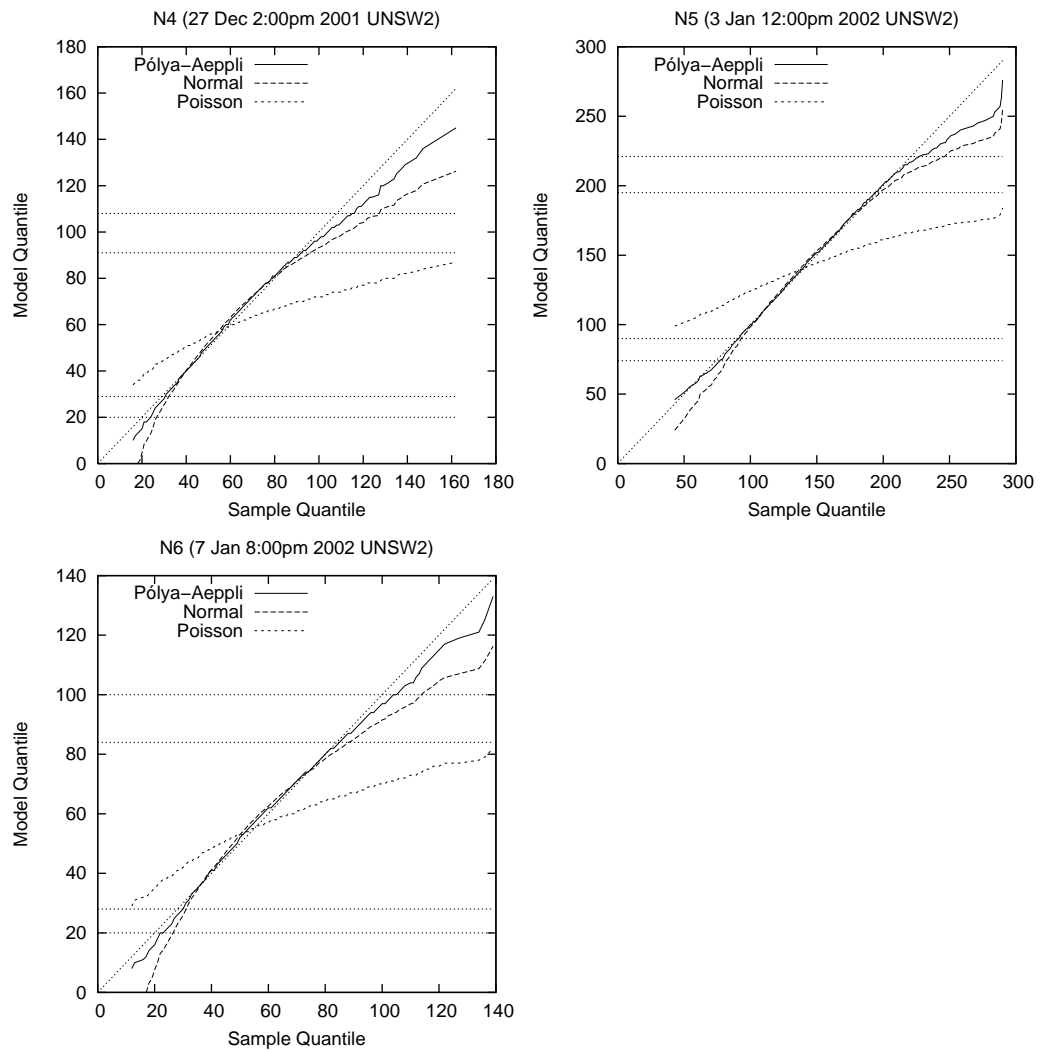 N4 (27 Dec 2:00pm 2001 UNSW2)
180
160
140
120
100
80
60
40
20
0
Model Quantile
Pólya−Aeppli
Normal
Poisson
0 20 40 60 80 100 120 140 160 180
Sample Quantile
N5 (3 Jan 12:00pm 2002 UNSW2)
300
250
200
150
100
50
0
Model Quantile
Pólya−Aeppli
Normal
Poisson
0 50 100 150 200 250 300
Sample Quantile
N6 (7 Jan 8:00pm 2002 UNSW2)
140
120
100
80
60
40
20
0
Model Quantile
Pólya−Aeppli
Normal
Poisson
0 20 40 60 80 100 120 140
Sample Quantile